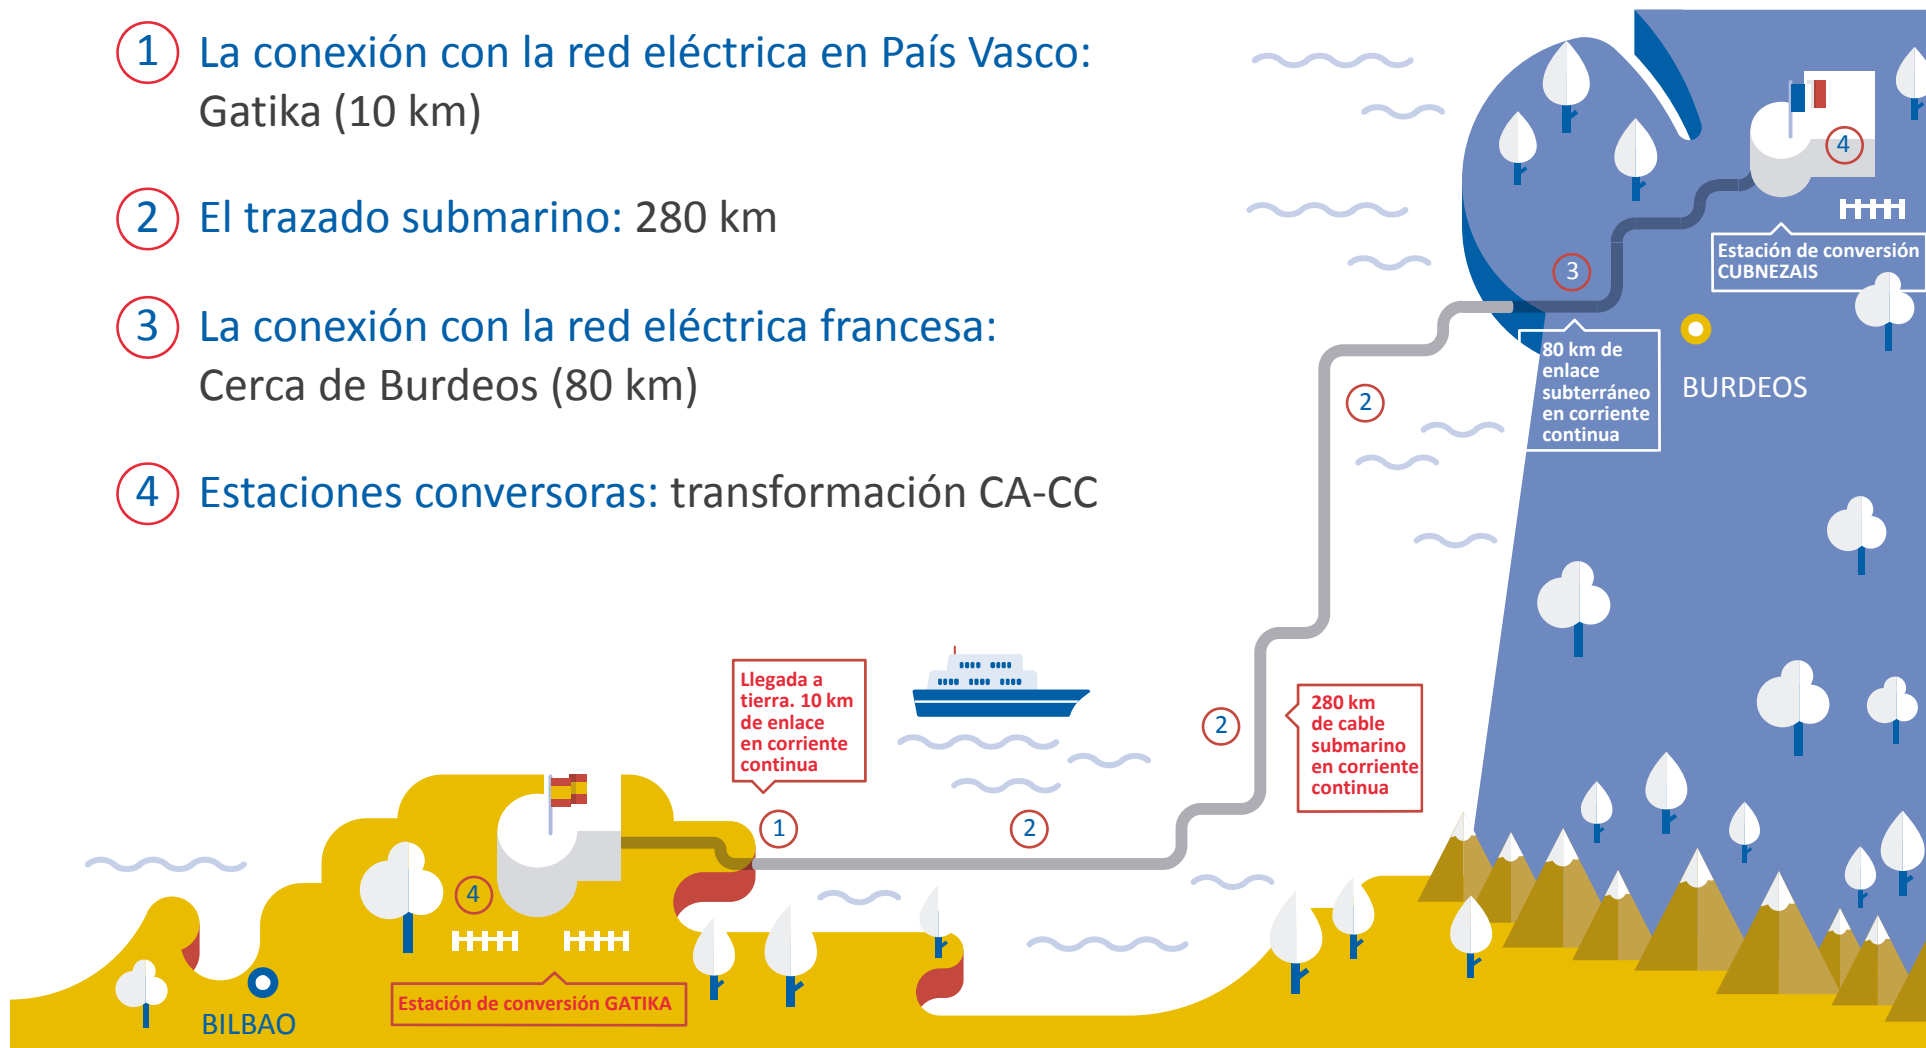 1 La conexión con la red eléctrica en País Vasco:
Gatika (10 km)
2 El trazado submarino: 280 km
3 La conexión con la red eléctrica francesa:
Cerca de Burdeos (80 km)
4 Estaciones conversoras: transformación CA-CC
4
Estación de conversión
CUBNEZAIS
3
80 km de
enlace
subterráneo
en corriente
continua
BURDEOS
2
2
280 km
de cable
submarino
en corriente
continua
Llegada a
tierra. 10 km
de enlace
en corriente
continua
1
2
4
Estación de conversión GATIKA
BILBAO